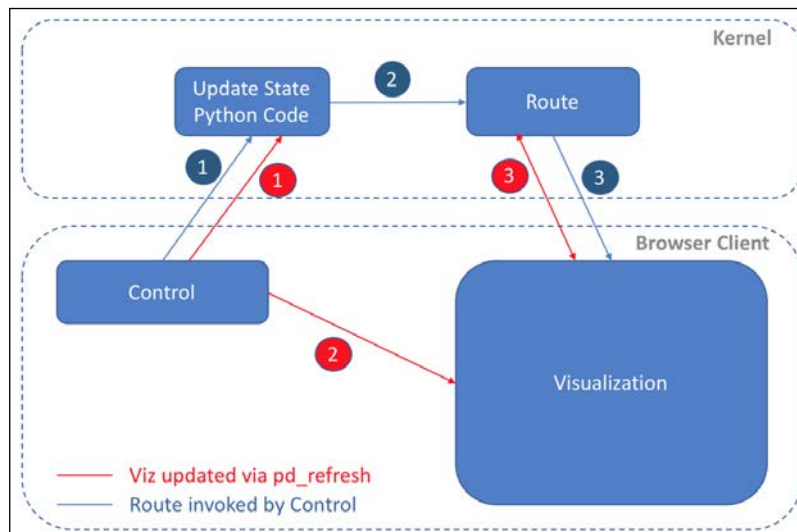 Kernel
Update State
Python Code
2
Route
1
1
3
3
Browser Client
Control
2
Visualization
Viz updated via pd_refresh
Route invoked by Control